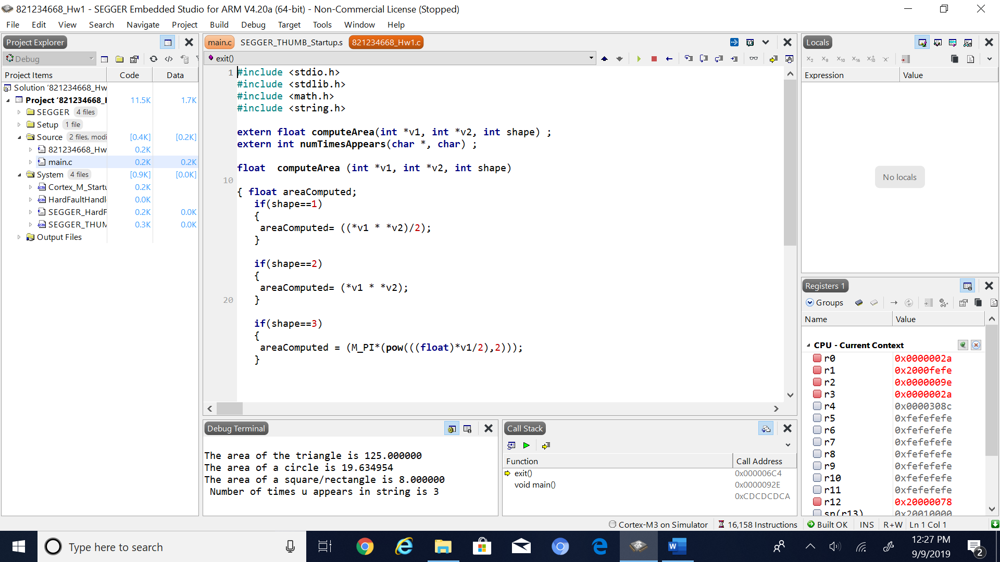 821234668_Hw1 - SEGGER Embedded Studio for ARM V4.20a (64-bit) - Non-Commercial License (Stopped)
File Edit View Search Navigate Project Build Debug Target Tools Window Help
Project Explorer
Debug
Project Items Code Data
Solution '821234668_Hw
Project '821234668_I 11.5K 1.7K
SEGGER 4 files
Setup 1 file
Source 2 files, modi [0.4K] [0.2K]
821234668_Hw 0.2K
main.c 0.2K 0.2K
System 4 files [0.9K] [0.0K]
Cortex_M_Startu 0.2K
HardFaultHandl 0.0K
SEGGER_HardF 0.2K 0.0K
SEGGER_THUM 0.3K 0.0K
Output Files
main.c SEGGER_THUMB_Startup.s 821234668_Hw1.c
exit()
1 #include <stdio.h>
#include <stdlib.h>
#include <math.h>
#include <string.h>
extern float computeArea(int *v1, int *v2, int shape) ;
extern int numTimesAppears(char *, char) ;
float  computeArea (int *v1, int *v2, int shape)
10
{ float areaComputed;
if(shape==1)
{
areaComputed= ((*v1 * *v2)/2);
}
if(shape==2)
{
areaComputed= (*v1 * *v2);
20 }
if(shape==3)
{
areaComputed = (M_PI*(pow(((float)*v1/2),2)));
}
Debug Terminal
The area of the triangle is 125.000000
The area of a circle is 19.634954
The area of a square/rectangle is 8.000000
Number of times u appears in string is 3
Call Stack
Function Call Address
exit() 0x000006C4
void main() 0x0000092E
0xCDCDCDCA
Locals
x2 x8 x10 x16 x±10 'x'
Expression Value
No locals
Registers 1
Groups
Name Value
CPU - Current Context
r0 0x0000002a
r1 0x2000fefe
r2 0x0000009e
r3 0x0000002a
r4 0x0000308c
r5 0xfefefefe
r6 0xfefefefe
r7 0xfefefefe
r8 0xfefefefe
r9 0xfefefefe
r10 0xfefefefe
r11 0xfefefefe
r12 0x20000078
sp(r13) 0x20010000
Cortex-M3 on Simulator 16,158 Instructions Built OK INS R+W Ln 1 Col 1
Type here to search
12:27 PM
9/9/2019
2